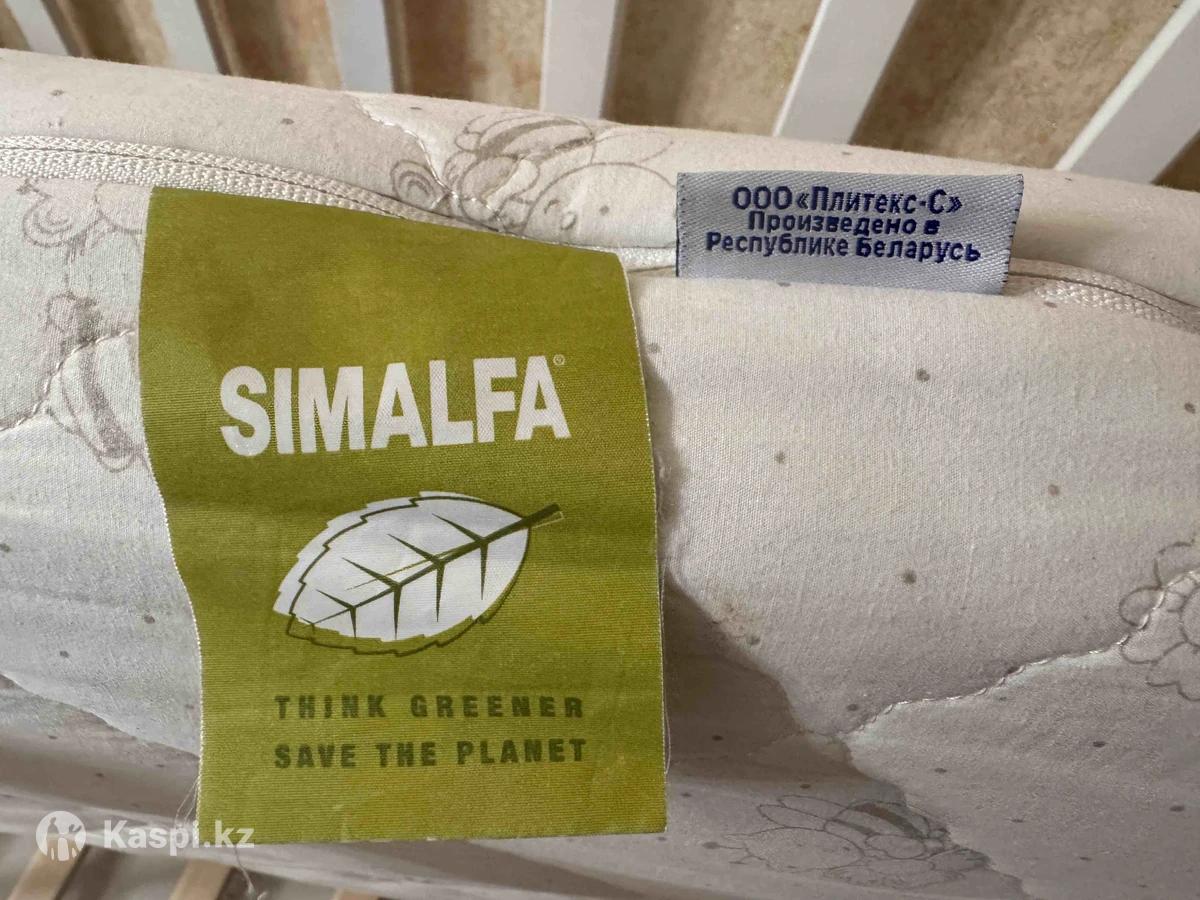 ООО «Плитекс-С»
Произведено в
Республике Беларусь
SIMALFA®
THINK GREENER
SAVE THE PLANET
Kaspi.kz